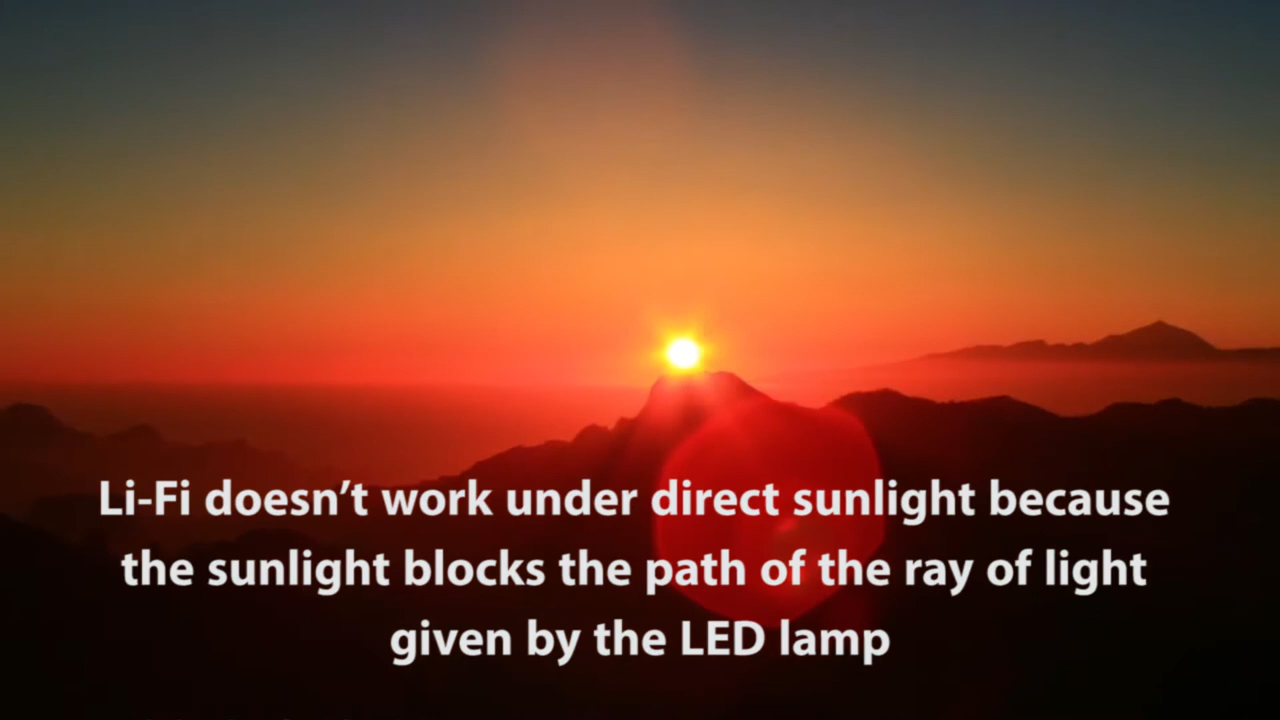 Li-Fi doesn’t work under direct sunlight because
the sunlight blocks the path of the ray of light
given by the LED lamp